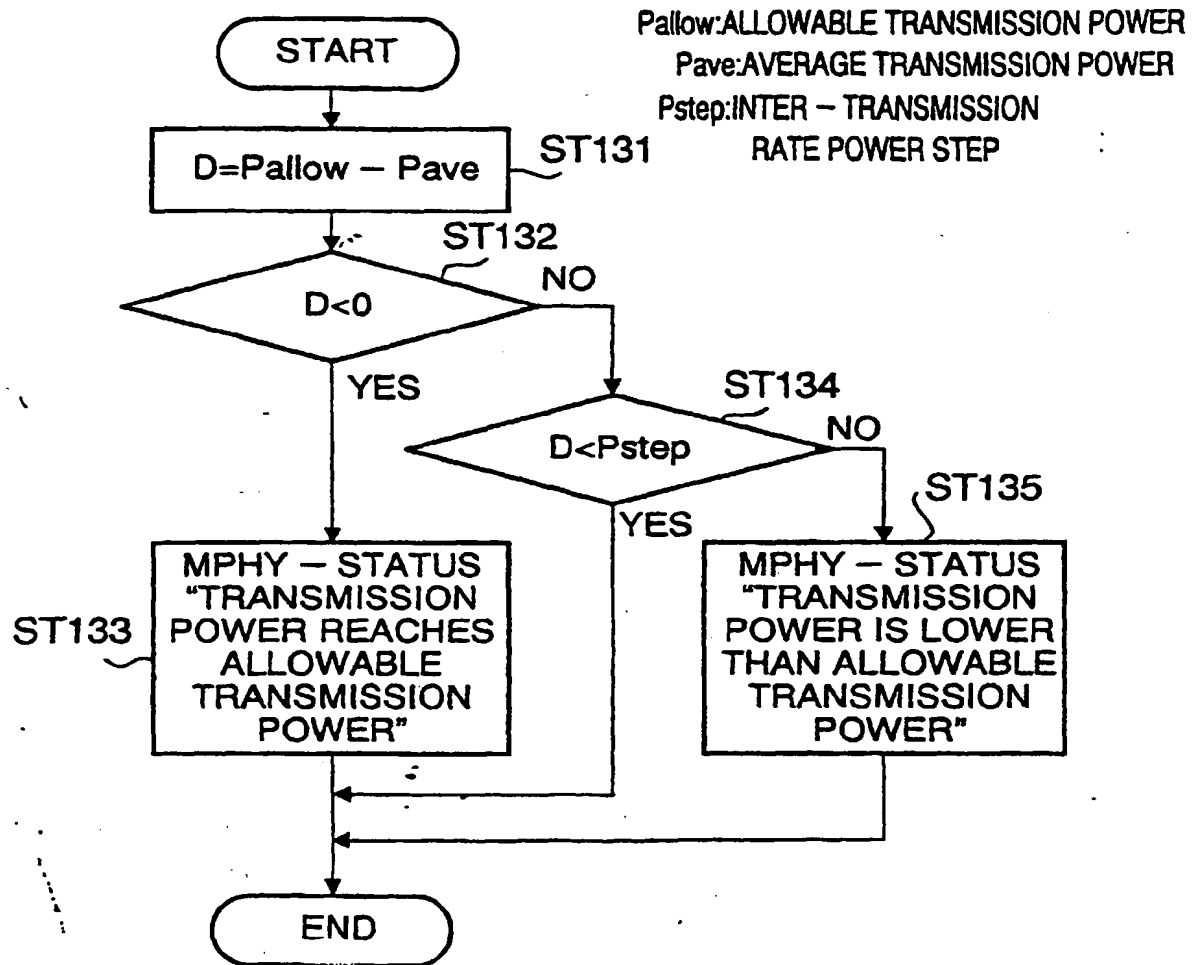 Pallow:ALLOWABLE TRANSMISSION POWER
Pave:AVERAGE TRANSMISSION POWER
Pstep:INTER – TRANSMISSION
RATE POWER STEP
START
D=Pallow – Pave
ST131
ST132
D<0
NO
YES
ST134
D<Pstep
NO
YES
ST135
ST133
MPHY – STATUS
“TRANSMISSION
POWER REACHES
ALLOWABLE
TRANSMISSION
POWER”
MPHY – STATUS
“TRANSMISSION
POWER IS LOWER
THAN ALLOWABLE
TRANSMISSION
POWER”
END